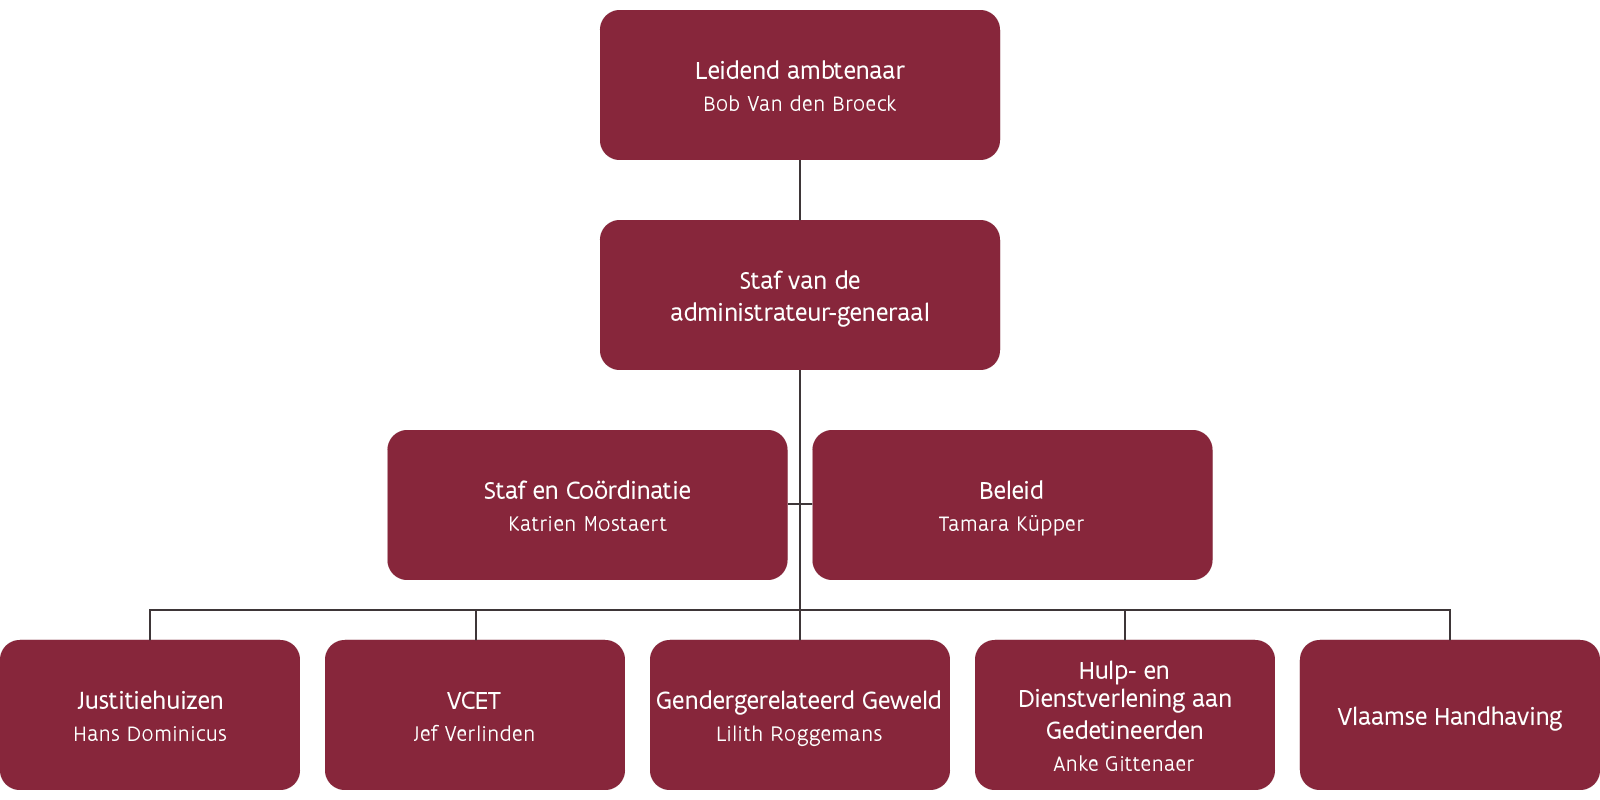 Leidend ambtenaar
Bob Van den Broeck
Staf van de
administrateur-generaal
Staf en Coördinatie
Katrien Mostaert
Beleid
Tamara Küpper
Justitiehuizen
Hans Dominicus
VCET
Jef Verlinden
Gendergerelateerd Geweld
Lilith Roggemans
Hulp- en
Dienstverlening aan
Gedetineerden
Anke Gittenaer
Vlaamse Handhaving